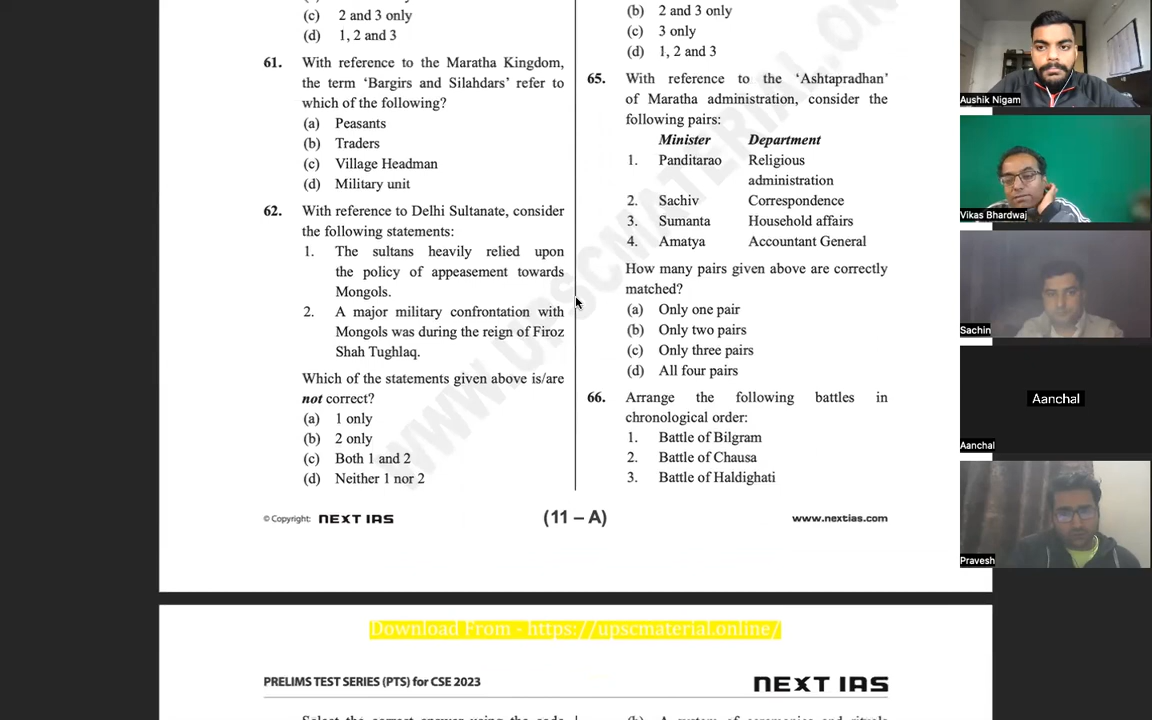 (c) 2 and 3 only
(d) 1, 2 and 3
61. With reference to the Maratha Kingdom,
the term ‘Bargirs and Silahdars’ refer to
which of the following?
(a) Peasants
(b) Traders
(c) Village Headman
(d) Military unit
62. With reference to Delhi Sultanate, consider
the following statements:
1. The sultans heavily relied upon
the policy of appeasement towards
Mongols.
2. A major military confrontation with
Mongols was during the reign of Firoz
Shah Tughlaq.
Which of the statements given above is/are
not correct?
(a) 1 only
(b) 2 only
(c) Both 1 and 2
(d) Neither 1 nor 2
(b) 2 and 3 only
(c) 3 only
(d) 1, 2 and 3
65. With reference to the ‘Ashtapradhan’
of Maratha administration, consider the
following pairs:
Minister Department
1. Panditarao Religious
administration
2. Sachiv Correspondence
3. Sumanta Household affairs
4. Amatya Accountant General
How many pairs given above are correctly
matched?
(a) Only one pair
(b) Only two pairs
(c) Only three pairs
(d) All four pairs
66. Arrange the following battles in
chronological order:
1. Battle of Bilgram
2. Battle of Chausa
3. Battle of Haldighati
© Copyright: NEXT IAS
(11 – A)
www.nextias.com
Download From - https://upscmaterial.online/
PRELIMS TEST SERIES (PTS) for CSE 2023
NEXT IAS
WWW.UPSCMATERIAL.ON
Aushik Nigam
Vikas Bhardwaj
Sachin
Aanchal
Aanchal
Pravesh